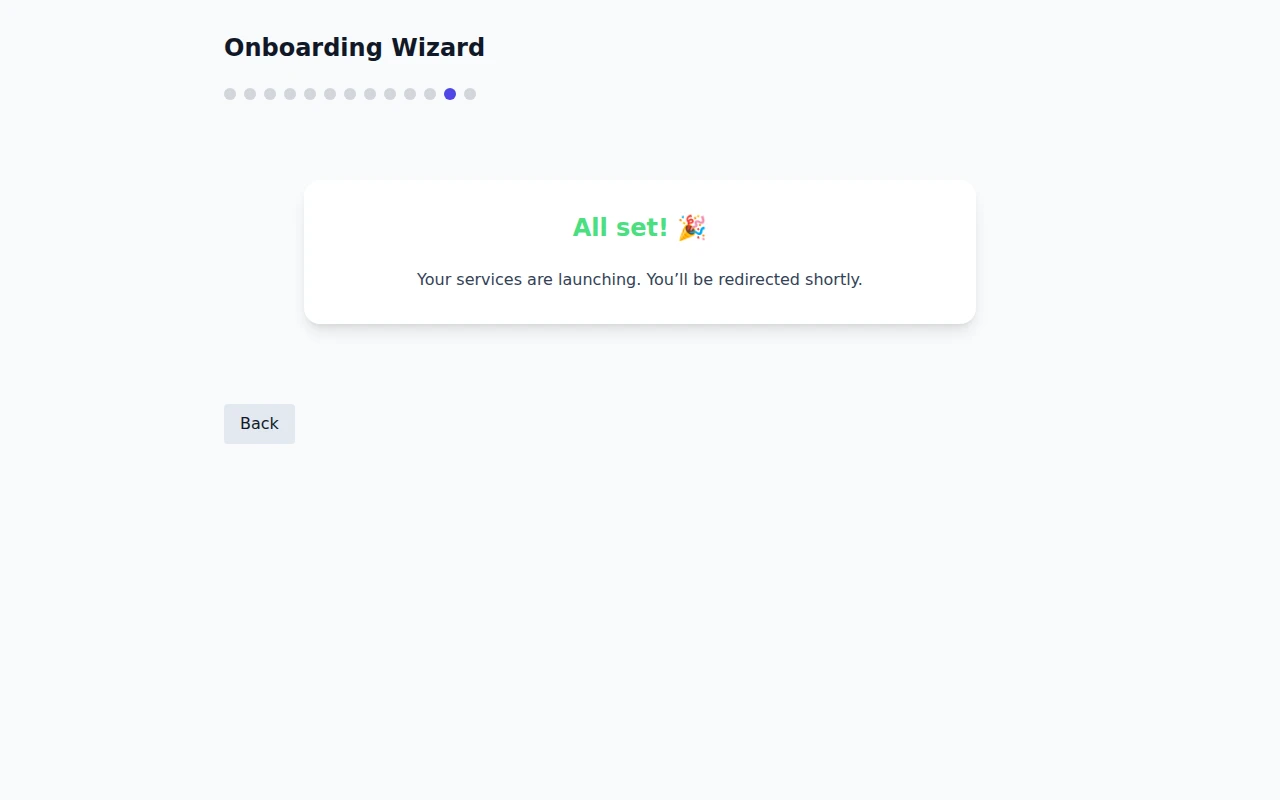 Onboarding Wizard
All set! 🎉
Your services are launching. You’ll be redirected shortly.
Back